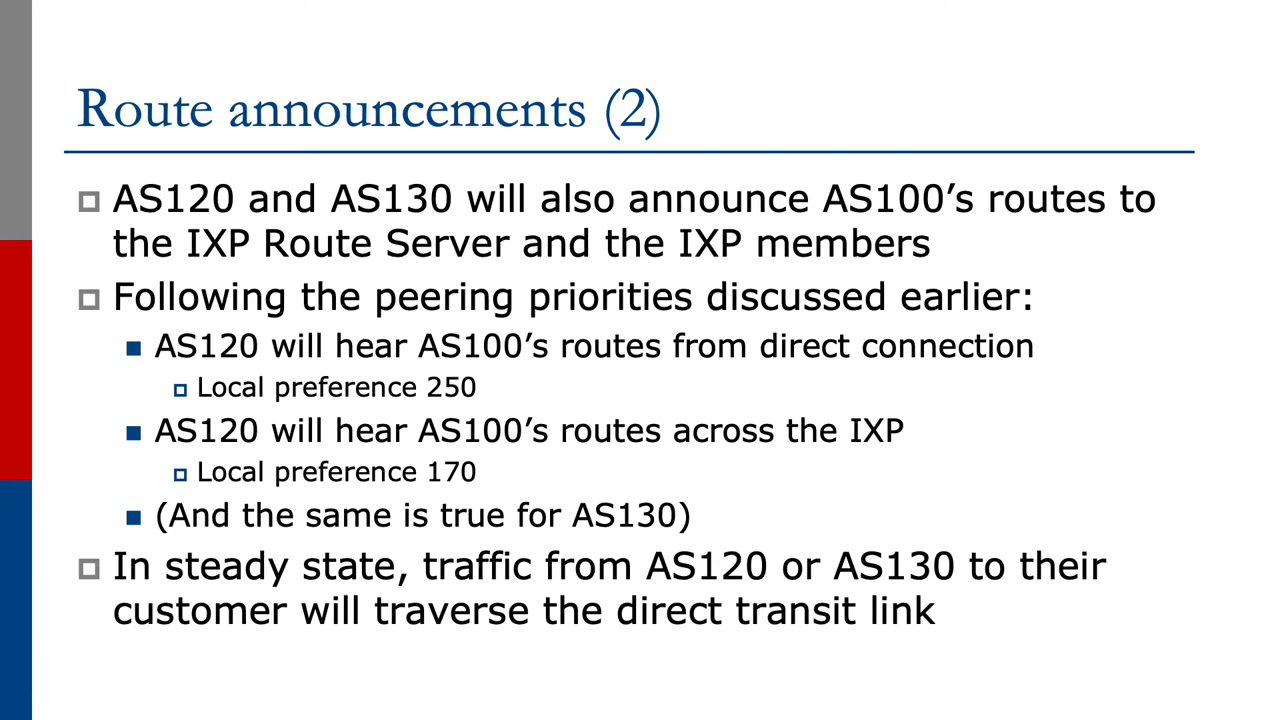 Route announcements (2)
AS120 and AS130 will also announce AS100’s routes to
the IXP Route Server and the IXP members
Following the peering priorities discussed earlier:
AS120 will hear AS100’s routes from direct connection
Local preference 250
AS120 will hear AS100’s routes across the IXP
Local preference 170
(And the same is true for AS130)
In steady state, traffic from AS120 or AS130 to their
customer will traverse the direct transit link